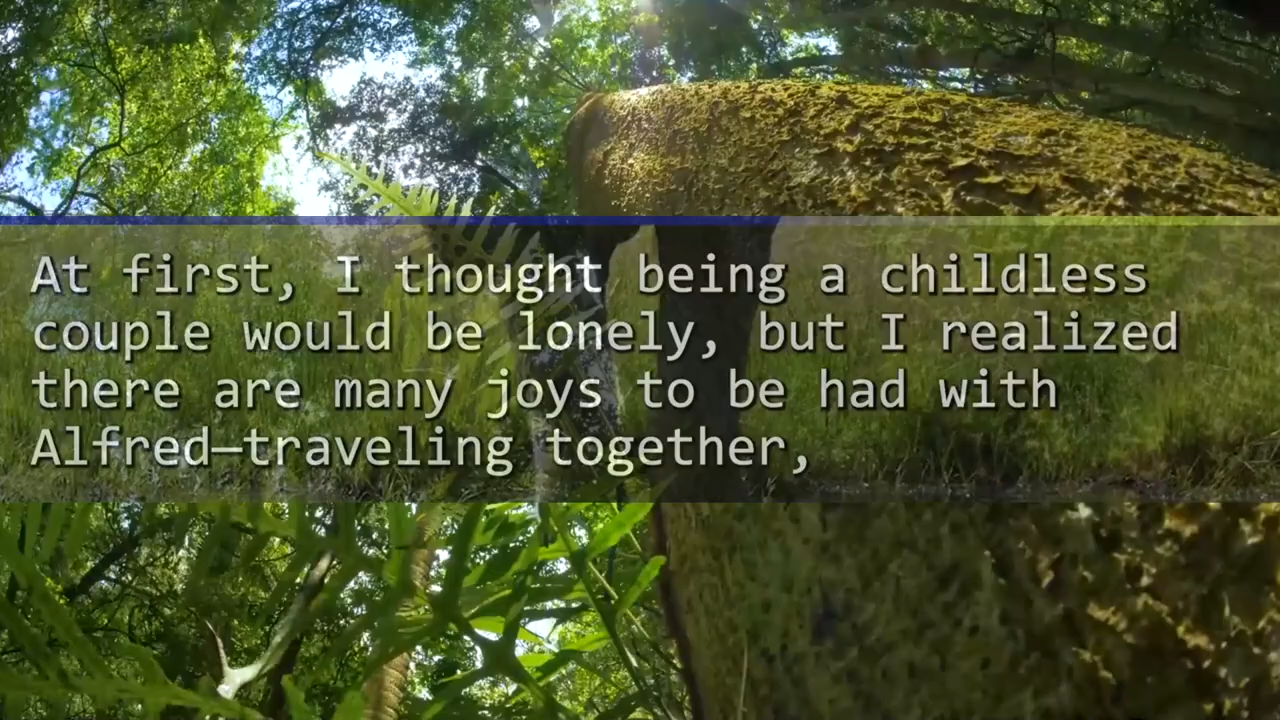 At first, I thought being a childless
couple would be lonely, but I realized
there are many joys to be had with
Alfred—traveling together,